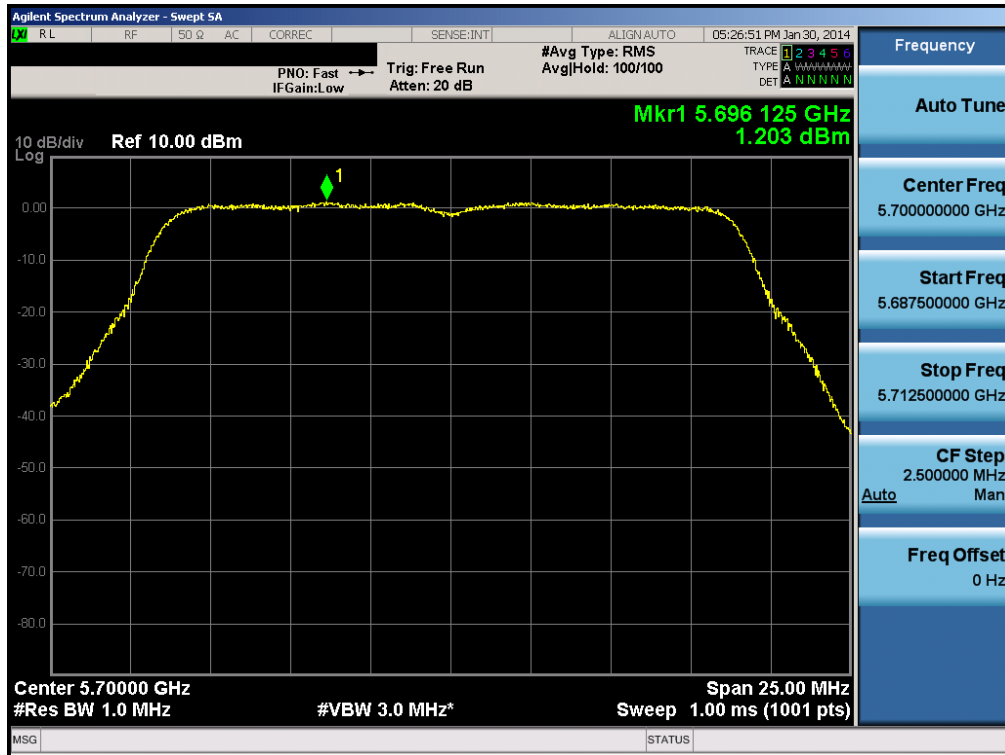 Agilent Spectrum Analyzer - Swept SA
LXI RL RF 50 Ω AC CORREC SENSE:INT ALIGN AUTO 05:26:51 PM Jan 30, 2014
PNO: Fast
IFGain:Low
Trig: Free Run
Atten: 20 dB
#Avg Type: RMS
Avg|Hold: 100/100
TRACE 1 2 3 4 5 6
TYPE A WWWWW
DET A N N N N N
Mkr1 5.696 125 GHz
1.203 dBm
10 dB/div Ref 10.00 dBm
Log
1
0.00
-10.0
-20.0
-30.0
-40.0
-50.0
-60.0
-70.0
-80.0
Center 5.70000 GHz Span 25.00 MHz
#Res BW 1.0 MHz #VBW 3.0 MHz* Sweep 1.00 ms (1001 pts)
MSG STATUS
Frequency
Auto Tune
Center Freq
5.700000000 GHz
Start Freq
5.687500000 GHz
Stop Freq
5.712500000 GHz
CF Step
2.500000 MHz
Auto Man
Freq Offset
0 Hz